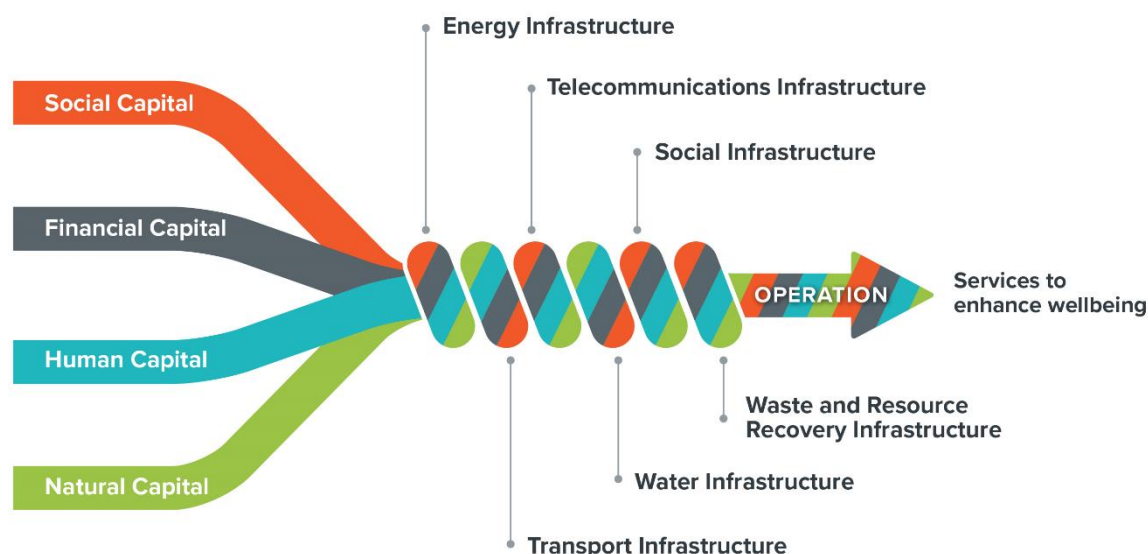 Energy Infrastructure
Telecommunications Infrastructure
Social Capital
Social Infrastructure
Financial Capital
OPERATION
Services to
enhance wellbeing
Human Capital
Waste and Resource
Recovery Infrastructure
Natural Capital
Water Infrastructure
Transport Infrastructure